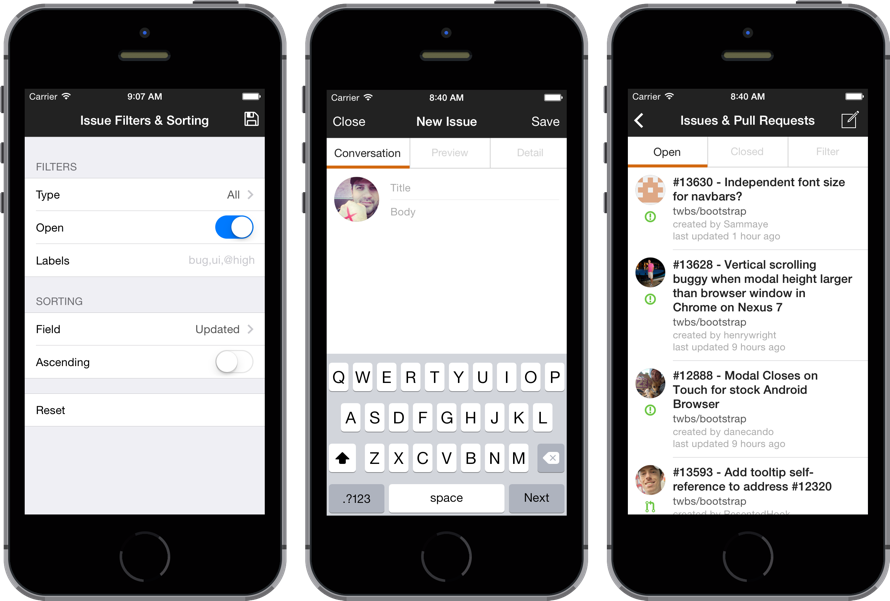 Carrier 9:07 AM
Issue Filters & Sorting
FILTERS
Type All
Open
Labels bug,ui,@high
SORTING
Field Updated
Ascending
Reset
Carrier 8:40 AM
Close New Issue Save
Conversation Preview Detail
Title
Body
Q W E R T Y U I O P
A S D F G H J K L
Z X C V B N M
.?123 space Next
Carrier 8:40 AM
Issues & Pull Requests
Open Closed Filter
#13630 - Independent font size
for navbars?
twbs/bootstrap
created by Sammaye
last updated 1 hour ago
#13628 - Vertical scrolling
buggy when modal height larger
than browser window in
Chrome on Nexus 7
twbs/bootstrap
created by henrywright
last updated 9 hours ago
#12888 - Modal Closes on
Touch for stock Android
Browser
twbs/bootstrap
created by danecando
last updated 9 hours ago
#13593 - Add tooltip self-
reference to address #12320
twbs/bootstrap
created by